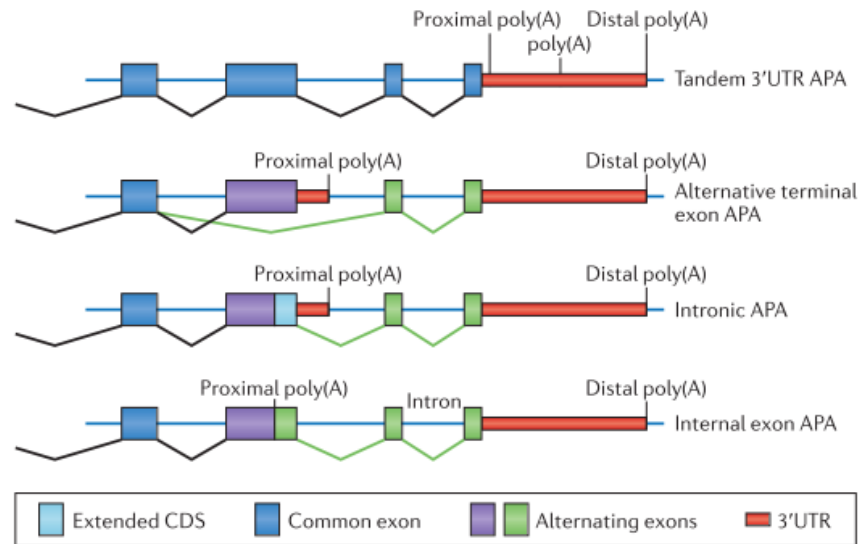 Proximal poly(A) Distal poly(A)
poly(A)
Tandem 3'UTR APA
Proximal poly(A) Distal poly(A)
Alternative terminal
exon APA
Proximal poly(A) Distal poly(A)
Intronic APA
Proximal poly(A) Intron Distal poly(A)
Internal exon APA
Extended CDS Common exon Alternating exons 3'UTR